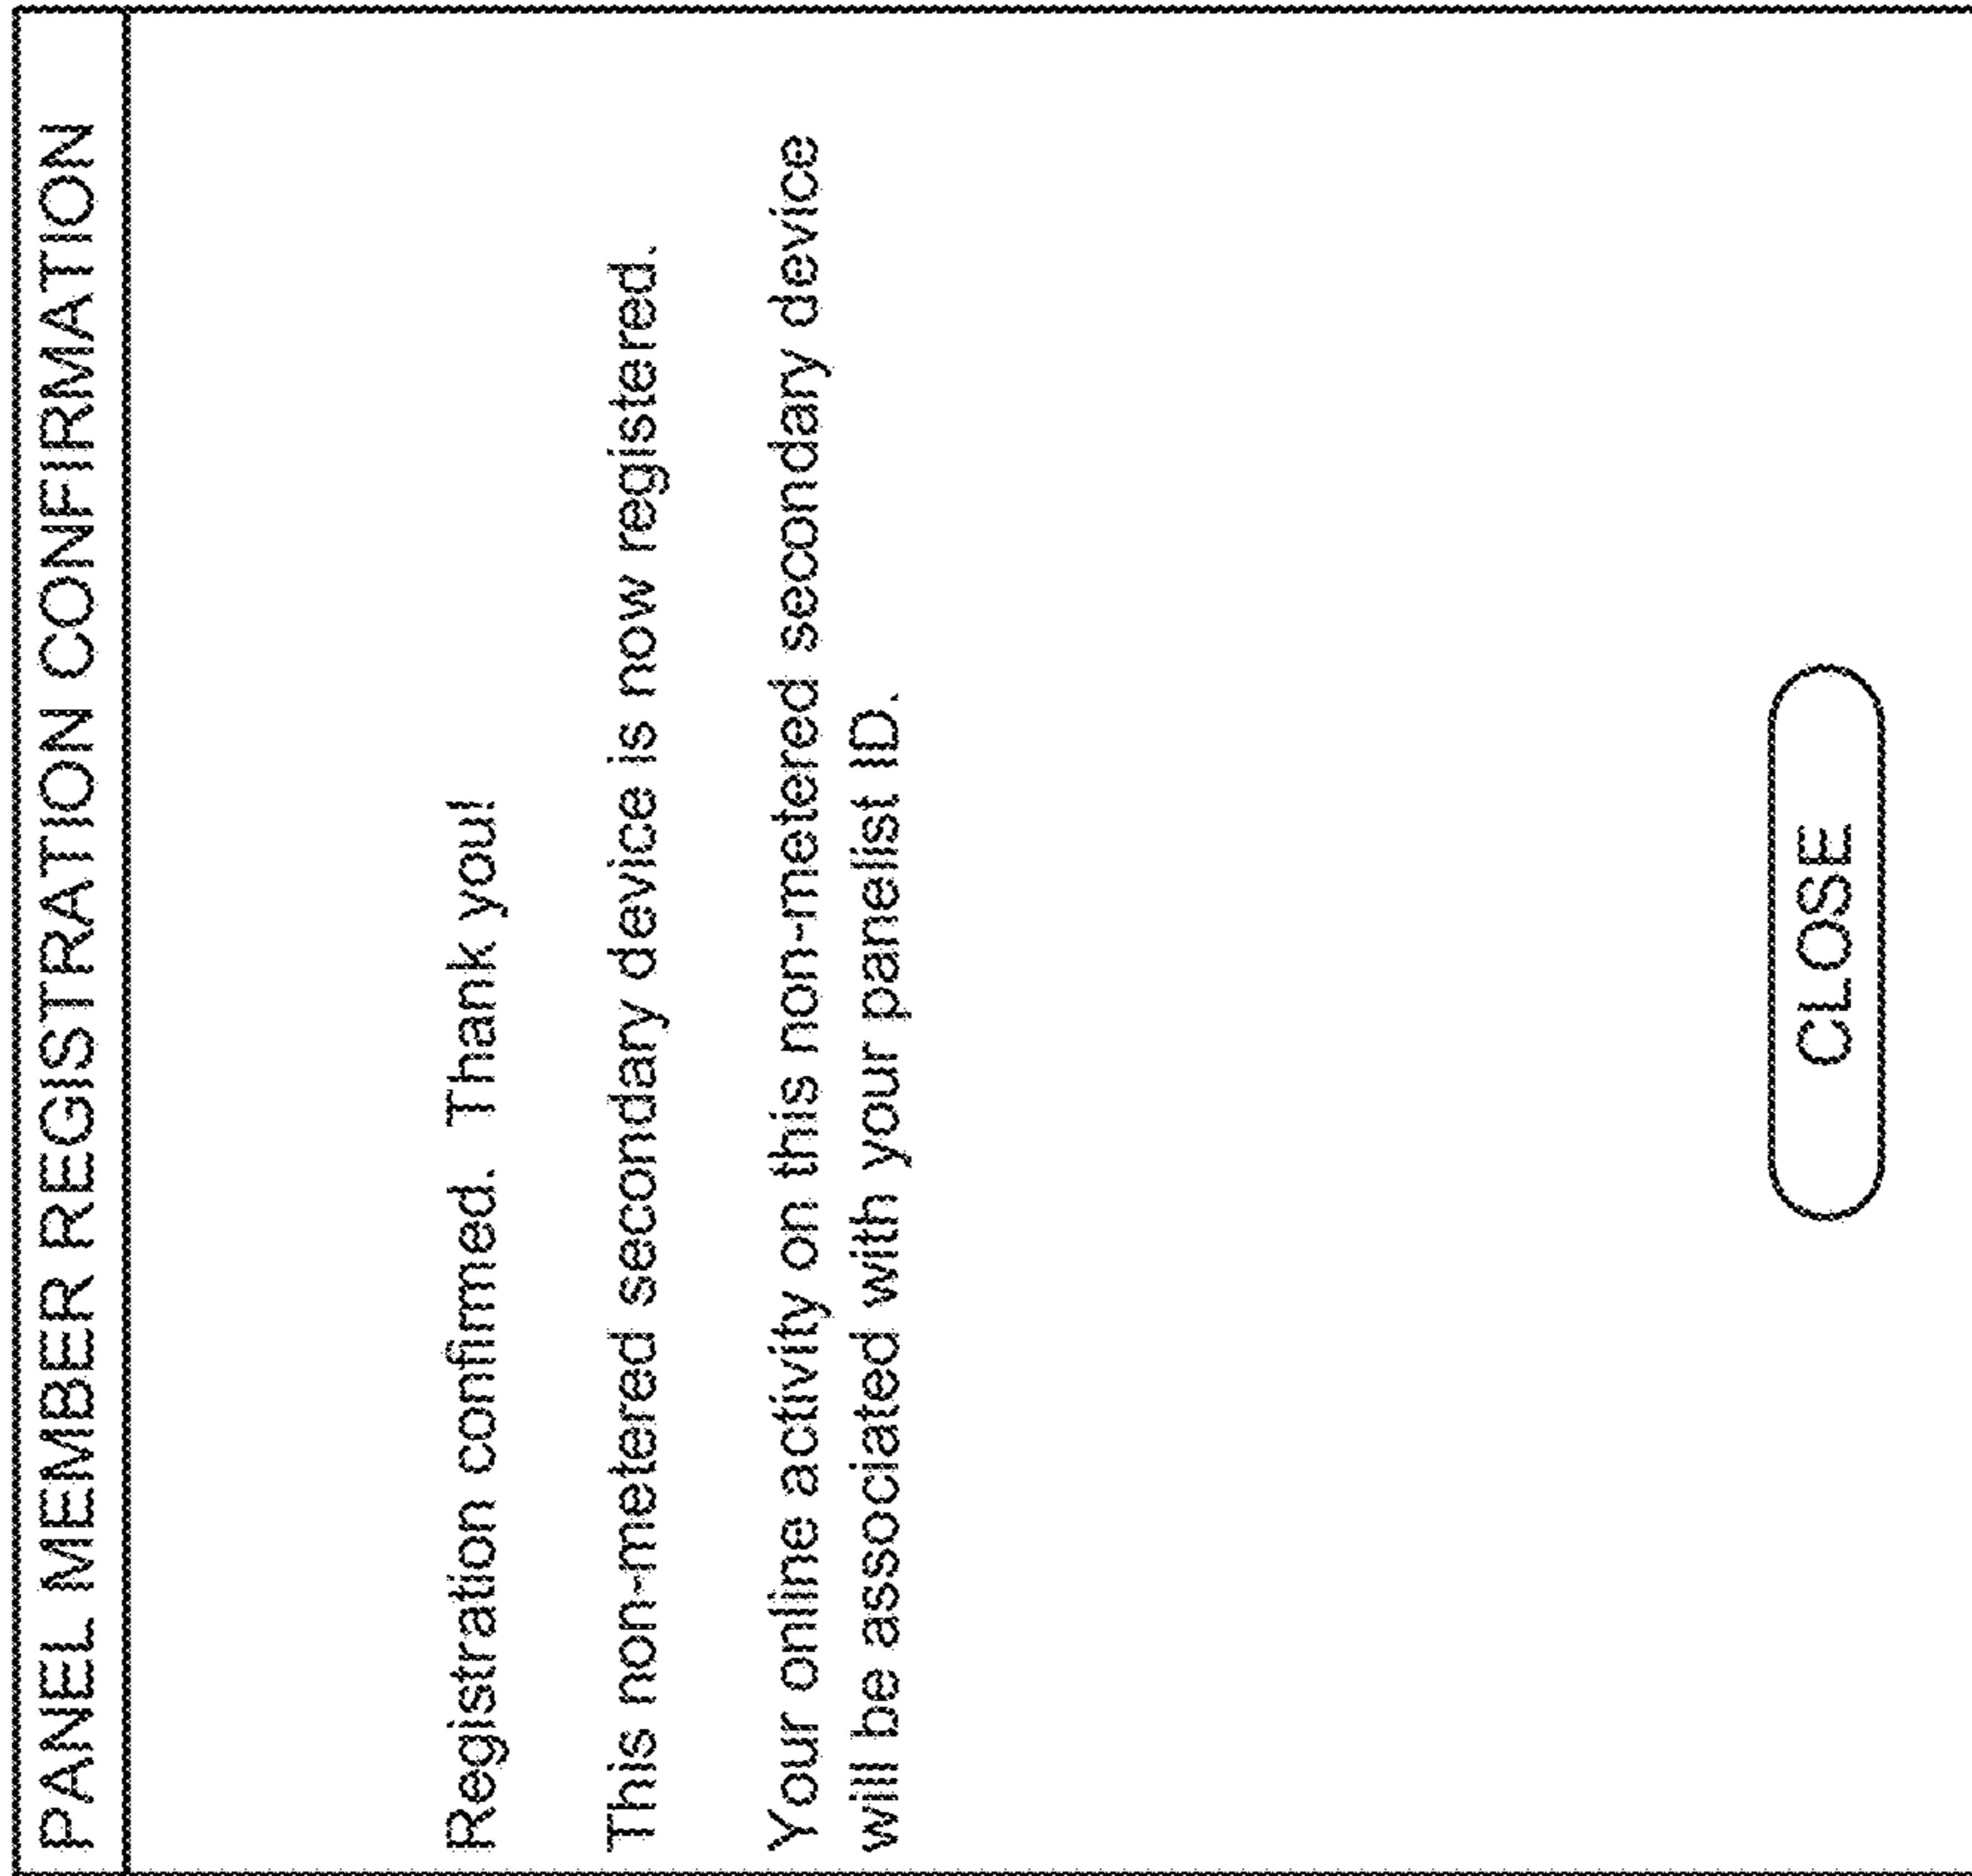 PANEL MEMBER REGISTRATION CONFIRMATION
Registration confirmed. Thank you!
This non-metered secondary device is now registered.
Your online activity on this non-metered secondary device
will be associated with your panelist ID.
CLOSE